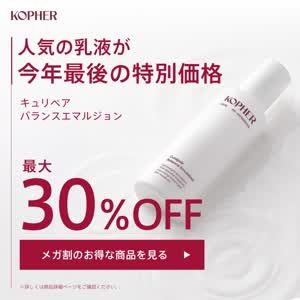 KOPHER
人気の乳液が
今年最後の特別価格
キュリペア
バランスエマルジョン
KOPHER
最大
30%OFF
メガ割のお得な商品を見る ▶
※詳しくは商品詳細ページをご確認ください。